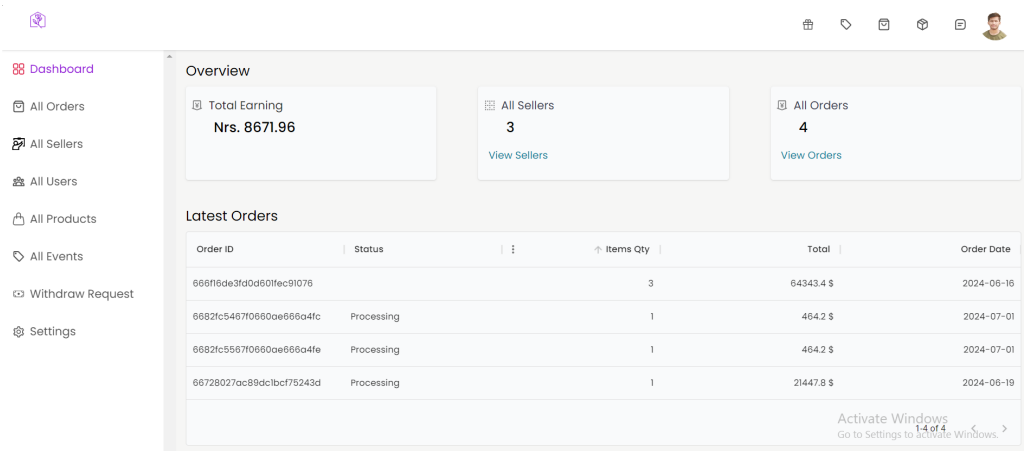 Dashboard
All Orders
All Sellers
All Users
All Products
All Events
Withdraw Request
Settings
Overview
Total Earning
Nrs. 8671.96
All Sellers
3
View Sellers
All Orders
4
View Orders
Latest Orders
Order ID Status Items Qty Total Order Date
666f16de3fd0d601fec91076 3 64343.4 $ 2024-06-16
6682fc5467f0660ae666a4fc Processing 1 464.2 $ 2024-07-01
6682fc5567f0660ae666a4fe Processing 1 464.2 $ 2024-07-01
66728027ac89dc1bcf75243d Processing 1 21447.8 $ 2024-06-19
Activate Windows
1-4 of 4
Go to Settings to activate Windows.